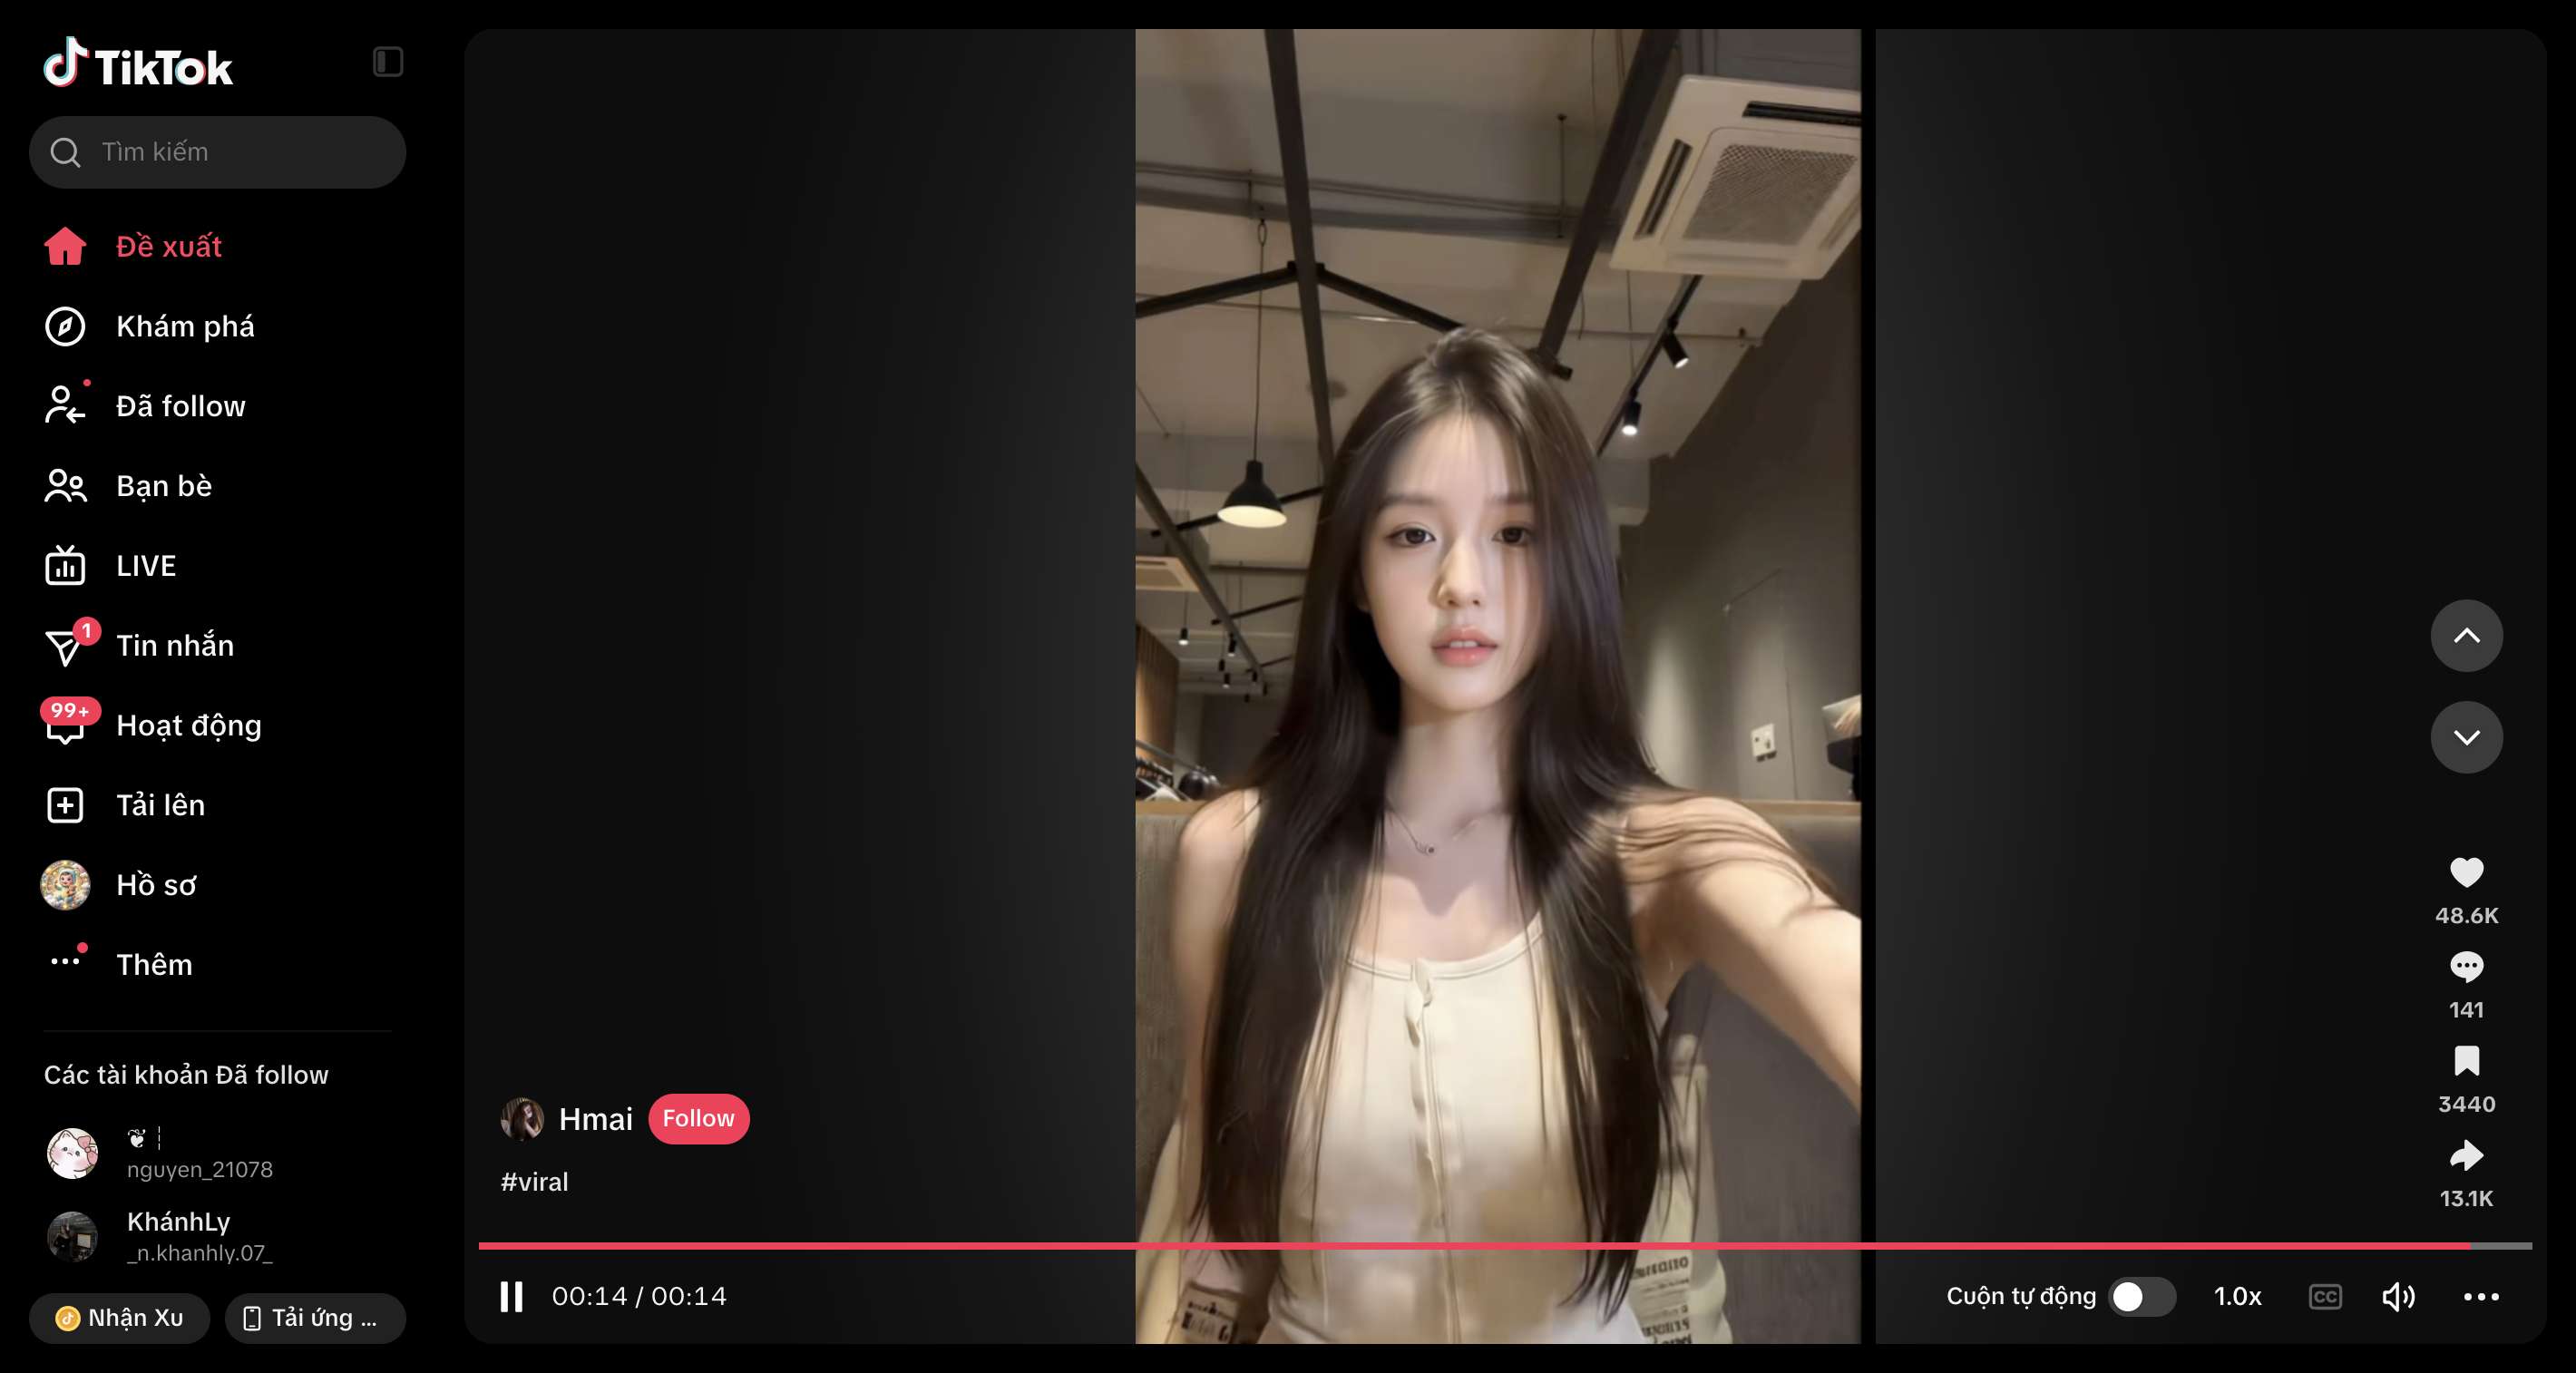 TikTok
Tìm kiếm
Đề xuất
Khám phá
Đã follow
Bạn bè
LIVE
1
Tin nhắn
99+
Hoạt động
Tải lên
Hồ sơ
Thêm
Các tài khoản Đã follow
nguyen_21078
KhánhLy
_n.khanhly.07_
Nhận Xu
Tải ứng ...
Hmai
Follow
#viral
00:14 / 00:14
48.6K
141
3440
13.1K
Cuộn tự động
1.0x
CC